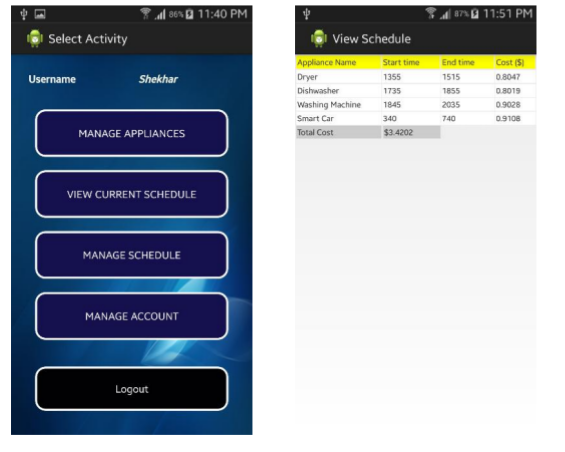 86% 11:40 PM
Select Activity
Username Shekhar
MANAGE APPLIANCES
VIEW CURRENT SCHEDULE
MANAGE SCHEDULE
MANAGE ACCOUNT
Logout
87% 11:51 PM
View Schedule
Appliance Name Start time End time Cost ($)
Dryer 1355 1515 0.8047
Dishwasher 1735 1855 0.8019
Washing Machine 1845 2035 0.9028
Smart Car 340 740 0.9108
Total Cost $3.4202